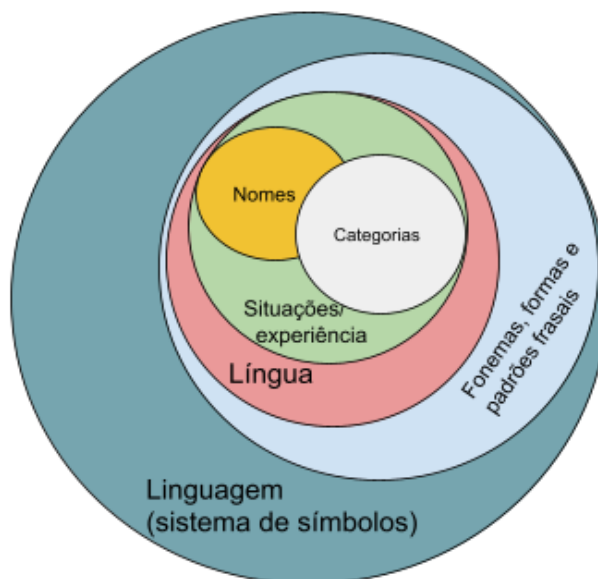 Nomes
Categorias
Situações/
experiência
Língua
Fonemas, formas e
padrões frasais
Linguagem
(sistema de símbolos)